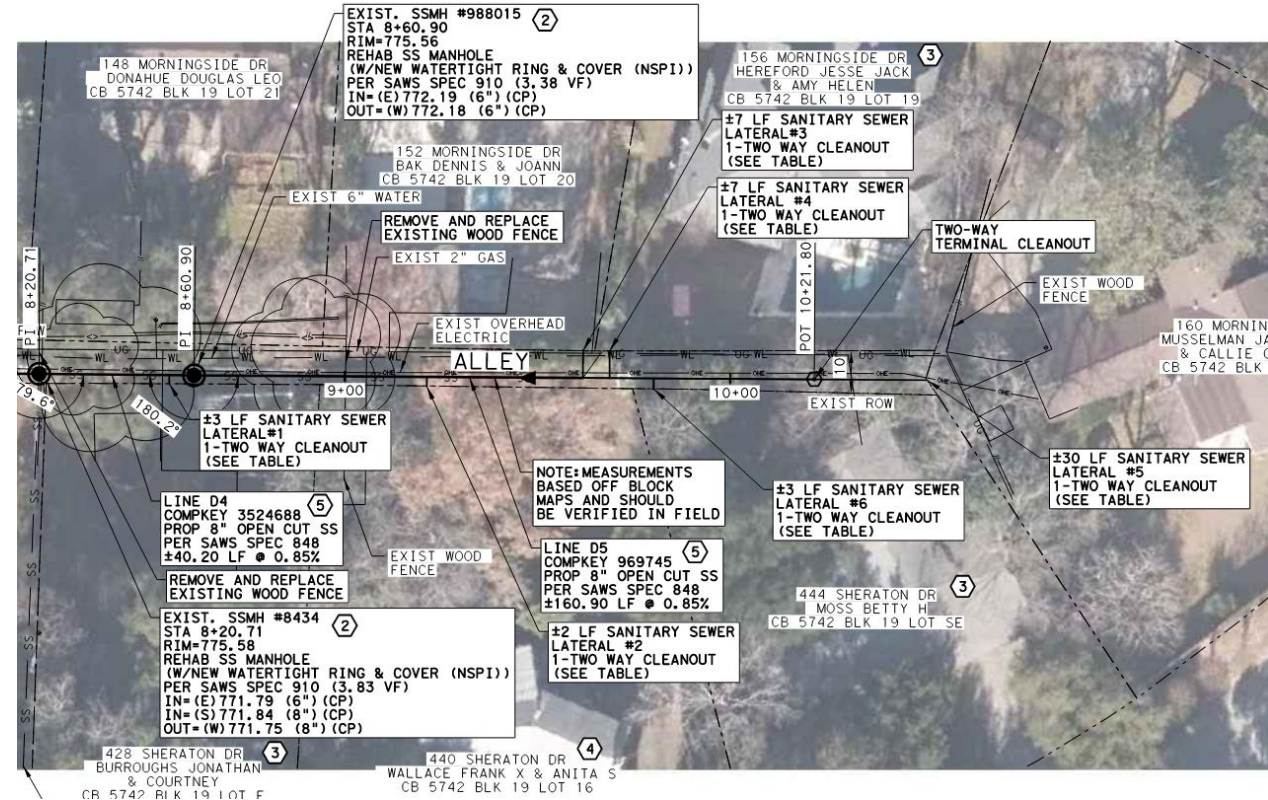 EXIST. SSMH #988015
STA 8+60.90
RIM=775.56
REHAB SS MANHOLE
(W/NEW WATERTIGHT RING & COVER (NSPI))
PER SAWS SPEC 910 (3.38 VF)
IN=(E)772.19 (6")(CP)
OUT=(W)772.18 (6")(CP)
2
148 MORNINGSIDE DR
DONAHUE DOUGLAS LEO
CB 5742 BLK 19 LOT 21
156 MORNINGSIDE DR
HEREFORD JESSE JACK
& AMY HELEN
CB 5742 BLK 19 LOT 19
3
±7 LF SANITARY SEWER
LATERAL#3
1-TWO WAY CLEANOUT
(SEE TABLE)
152 MORNINGSIDE DR
BAK DENNIS & JOANN
CB 5742 BLK 19 LOT 20
EXIST 6" WATER
±7 LF SANITARY SEWER
LATERAL #4
1-TWO WAY CLEANOUT
(SEE TABLE)
REMOVE AND REPLACE
EXISTING WOOD FENCE
TWO-WAY
TERMINAL CLEANOUT
EXIST 2" GAS
EXIST WOOD
FENCE
PI 8+20.71
PI 8+60.90
POT 10+21.80
EXIST OVERHEAD
ELECTRIC
160 MORNIN
MUSSELMAN JA
& CALLIE
CB 5742 BLK
ALLEY
9+00
10+00
10
EXIST ROW
79.6°
180.2°
±3 LF SANITARY SEWER
LATERAL#1
1-TWO WAY CLEANOUT
(SEE TABLE)
NOTE:MEASUREMENTS
BASED OFF BLOCK
MAPS AND SHOULD
BE VERIFIED IN FIELD
±3 LF SANITARY SEWER
LATERAL #6
1-TWO WAY CLEANOUT
(SEE TABLE)
±30 LF SANITARY SEWER
LATERAL #5
1-TWO WAY CLEANOUT
(SEE TABLE)
LINE D4
COMPKEY 3524688
PROP 8" OPEN CUT SS
PER SAWS SPEC 848
±40.20 LF @ 0.85%
5
EXIST WOOD
FENCE
LINE D5
COMPKEY 969745
PROP 8" OPEN CUT SS
PER SAWS SPEC 848
±160.90 LF @ 0.85%
5
REMOVE AND REPLACE
EXISTING WOOD FENCE
444 SHERATON DR
MOSS BETTY H
CB 5742 BLK 19 LOT SE
3
EXIST. SSMH #8434
STA 8+20.71
RIM=775.58
REHAB SS MANHOLE
(W/NEW WATERTIGHT RING & COVER (NSPI))
PER SAWS SPEC 910 (3.83 VF)
IN=(E)771.79 (6")(CP)
IN=(S)771.84 (8")(CP)
OUT=(W)771.75 (8")(CP)
2
±2 LF SANITARY SEWER
LATERAL #2
1-TWO WAY CLEANOUT
(SEE TABLE)
428 SHERATON DR
BURROUGHS JONATHAN
& COURTNEY
CB 5742 BLK 19 LOT
3
440 SHERATON DR
WALLACE FRANK X & ANITA S
CB 5742 BLK 19 LOT 16
4